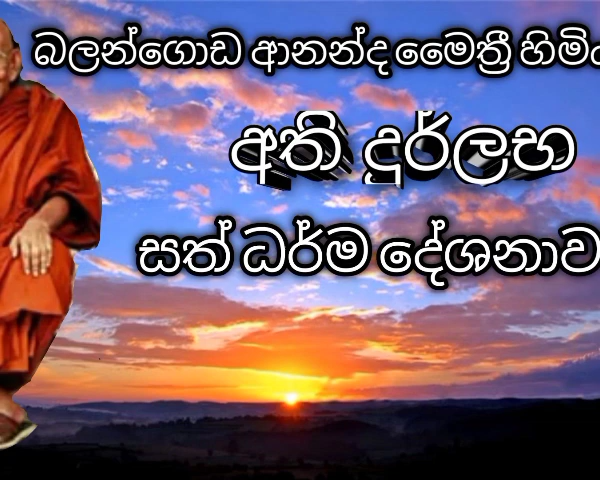 බලන්ගොඩ ආනන්ද මෛත්‍රී
අති දුර්ලභ
සත් ධර්ම දේශනාව